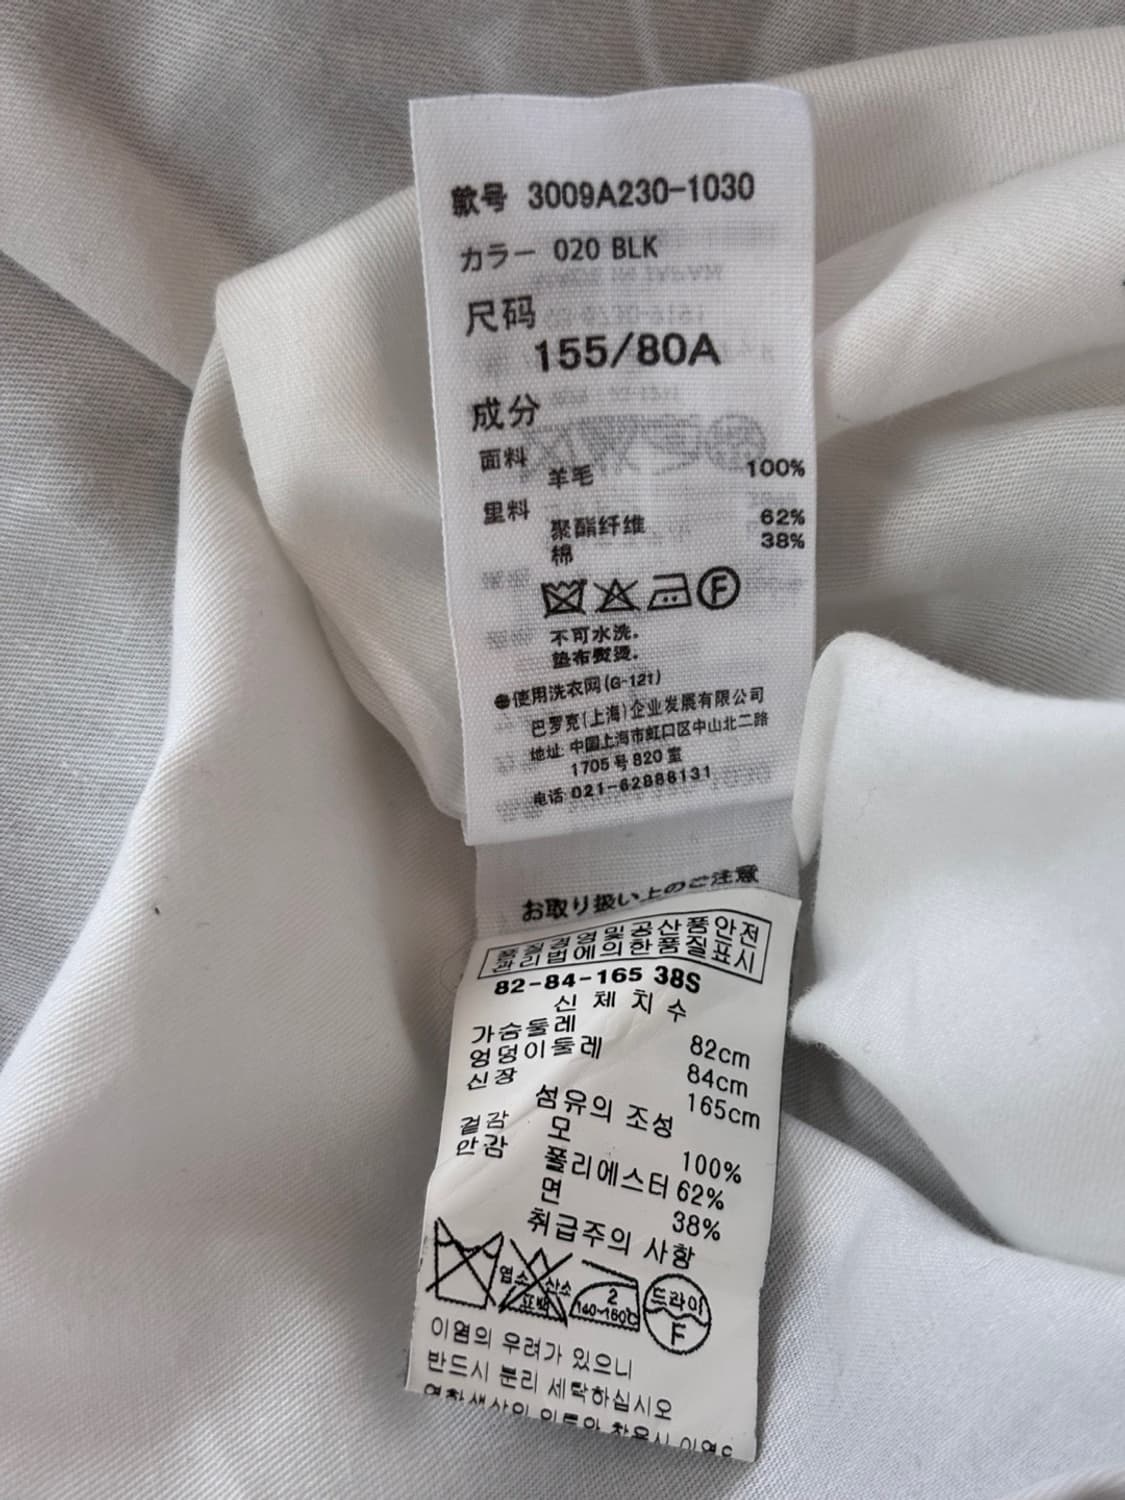 款号 3009A230-1030
カラー 020 BLK
尺码
155/80A
成分
面料
羊毛 100%
里料
聚酯纤维 62%
棉 38%
F
不可水洗.
垫布熨烫.
使用洗衣网(G-121)
巴罗克(上海)企业发展有限公司
地址 中国上海市虹口区中山北二路
1705号820室
电话 021-62888131
お取り扱い上のご注意
품질경영및공산품안전
관리법에의한품질표시
82-84-165 38S
신체치수
가슴둘레 82cm
엉덩이둘레 84cm
신장 165cm
섬유의 조성
겉감 모 100%
안감 폴리에스터 62%
면 38%
취급주의 사항
염소 산소 표백
2
140~160℃
드라이
F
이염의 우려가 있으니
반드시 분리 세탁하십시오